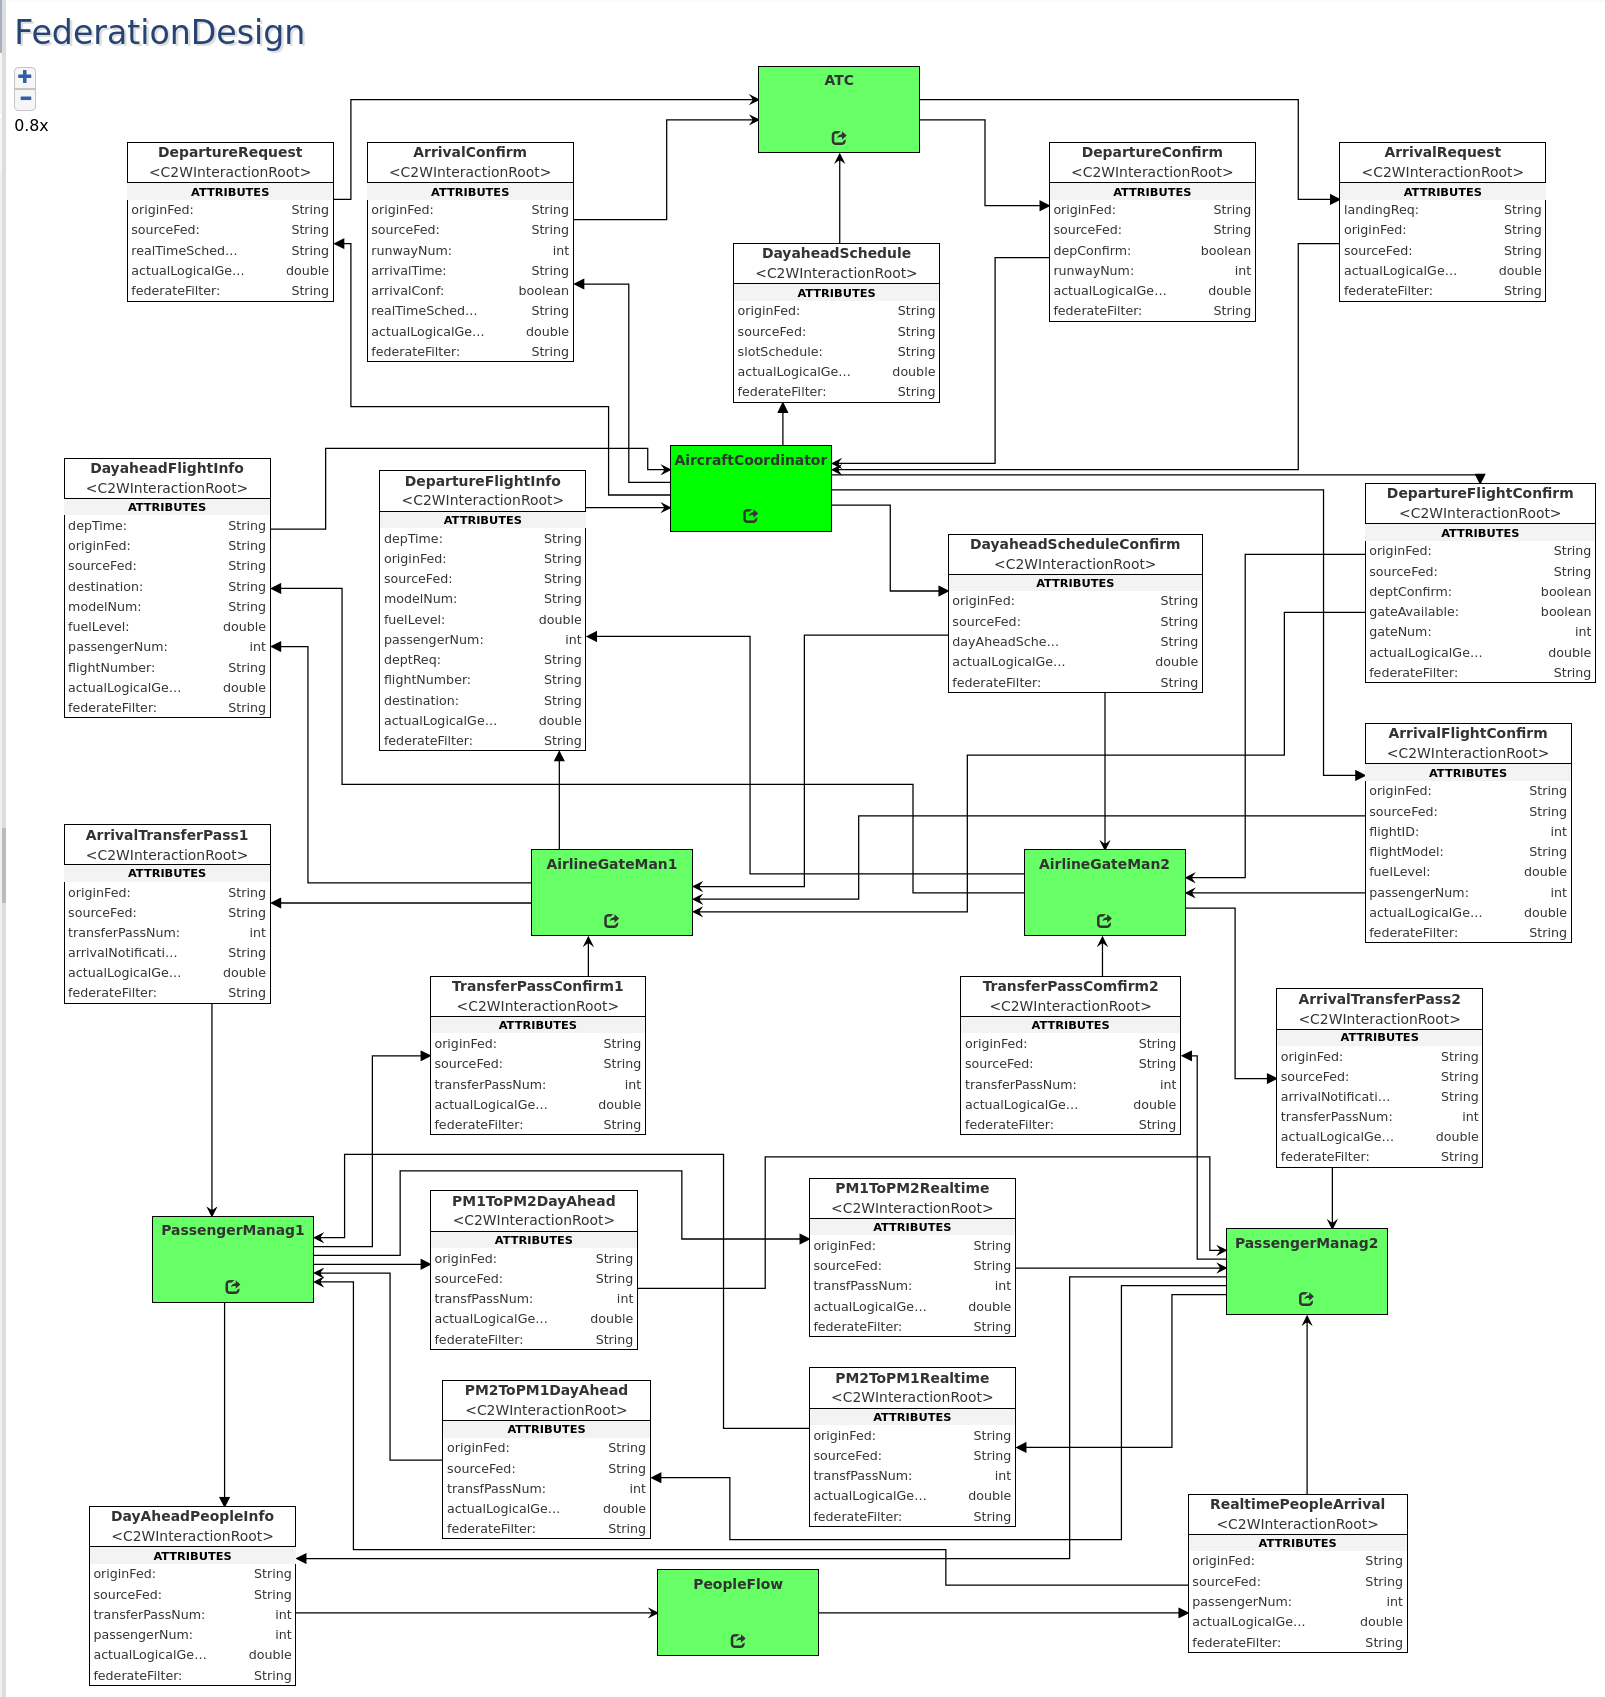 FederationDesign
0.8x
ATC
DepartureRequest
<C2WInteractionRoot>
ATTRIBUTES
originFed: String
sourceFed: String
realTimeSched... String
actualLogicalGe... double
federateFilter: String
ArrivalConfirm
<C2WInteractionRoot>
ATTRIBUTES
originFed: String
sourceFed: String
runwayNum: int
arrivalTime: String
arrivalConf: boolean
realTimeSched... String
actualLogicalGe... double
federateFilter: String
DayaheadSchedule
<C2WInteractionRoot>
ATTRIBUTES
originFed: String
sourceFed: String
slotSchedule: String
actualLogicalGe... double
federateFilter: String
DepartureConfirm
<C2WInteractionRoot>
ATTRIBUTES
originFed: String
sourceFed: String
depConfirm: boolean
runwayNum: int
actualLogicalGe... double
federateFilter: String
ArrivalRequest
<C2WInteractionRoot>
ATTRIBUTES
landingReq: String
originFed: String
sourceFed: String
actualLogicalGe... double
federateFilter: String
DayaheadFlightInfo
<C2WInteractionRoot>
ATTRIBUTES
depTime: String
originFed: String
sourceFed: String
destination: String
modelNum: String
fuelLevel: double
passengerNum: int
flightNumber: String
actualLogicalGe... double
federateFilter: String
DepartureFlightInfo
<C2WInteractionRoot>
ATTRIBUTES
depTime: String
originFed: String
sourceFed: String
modelNum: String
fuelLevel: double
passengerNum: int
deptReq: String
flightNumber: String
destination: String
actualLogicalGe... double
federateFilter: String
AircraftCoordinator
DayaheadScheduleConfirm
<C2WInteractionRoot>
ATTRIBUTES
originFed: String
sourceFed: String
dayAheadSche... String
actualLogicalGe... double
federateFilter: String
DepartureFlightConfirm
<C2WInteractionRoot>
ATTRIBUTES
originFed: String
sourceFed: String
deptConfirm: boolean
gateAvailable: boolean
gateNum: int
actualLogicalGe... double
federateFilter: String
ArrivalFlightConfirm
<C2WInteractionRoot>
ATTRIBUTES
originFed: String
sourceFed: String
flightID: int
flightModel: String
fuelLevel: double
passengerNum: int
actualLogicalGe... double
federateFilter: String
ArrivalTransferPass1
<C2WInteractionRoot>
ATTRIBUTES
originFed: String
sourceFed: String
transferPassNum: int
arrivalNotificati... String
actualLogicalGe... double
federateFilter: String
AirlineGateMan1
AirlineGateMan2
TransferPassConfirm1
<C2WInteractionRoot>
ATTRIBUTES
originFed: String
sourceFed: String
transferPassNum: int
actualLogicalGe... double
federateFilter: String
TransferPassComfirm2
<C2WInteractionRoot>
ATTRIBUTES
originFed: String
sourceFed: String
transferPassNum: int
actualLogicalGe... double
federateFilter: String
ArrivalTransferPass2
<C2WInteractionRoot>
ATTRIBUTES
originFed: String
sourceFed: String
arrivalNotificati... String
transferPassNum: int
actualLogicalGe... double
federateFilter: String
PassengerManag1
PM1ToPM2DayAhead
<C2WInteractionRoot>
ATTRIBUTES
originFed: String
sourceFed: String
transfPassNum: int
actualLogicalGe... double
federateFilter: String
PM1ToPM2Realtime
<C2WInteractionRoot>
ATTRIBUTES
originFed: String
sourceFed: String
transfPassNum: int
actualLogicalGe... double
federateFilter: String
PassengerManag2
PM2ToPM1DayAhead
<C2WInteractionRoot>
ATTRIBUTES
originFed: String
sourceFed: String
transfPassNum: int
actualLogicalGe... double
federateFilter: String
PM2ToPM1Realtime
<C2WInteractionRoot>
ATTRIBUTES
originFed: String
sourceFed: String
transfPassNum: int
actualLogicalGe... double
federateFilter: String
DayAheadPeopleInfo
<C2WInteractionRoot>
ATTRIBUTES
originFed: String
sourceFed: String
transferPassNum: int
passengerNum: int
actualLogicalGe... double
federateFilter: String
PeopleFlow
RealtimePeopleArrival
<C2WInteractionRoot>
ATTRIBUTES
originFed: String
sourceFed: String
passengerNum: int
actualLogicalGe... double
federateFilter: String